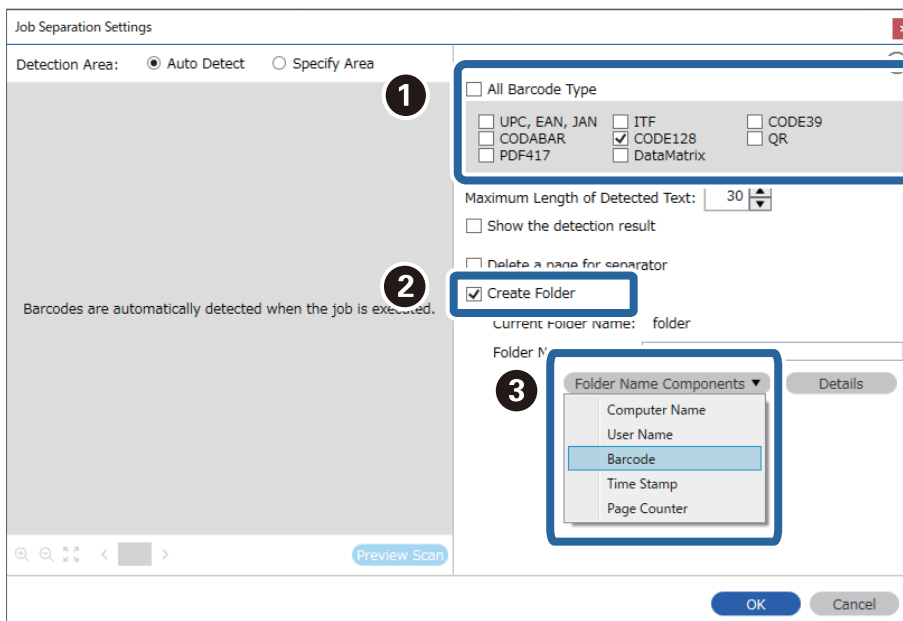 Job Separation Settings
Detection Area: Auto Detect Specify Area
1
All Barcode Type
UPC, EAN, JAN ITF CODE39
CODABAR CODE128 QR
PDF417 DataMatrix
Maximum Length of Detected Text: 30
Show the detection result
Delete a page for separator
2
Create Folder
Barcodes are automatically detected when the job is executed.
Current Folder Name: folder
Folder
3
Folder Name Components Details
Computer Name
User Name
Barcode
Time Stamp
Page Counter
Preview Scan
OK Cancel